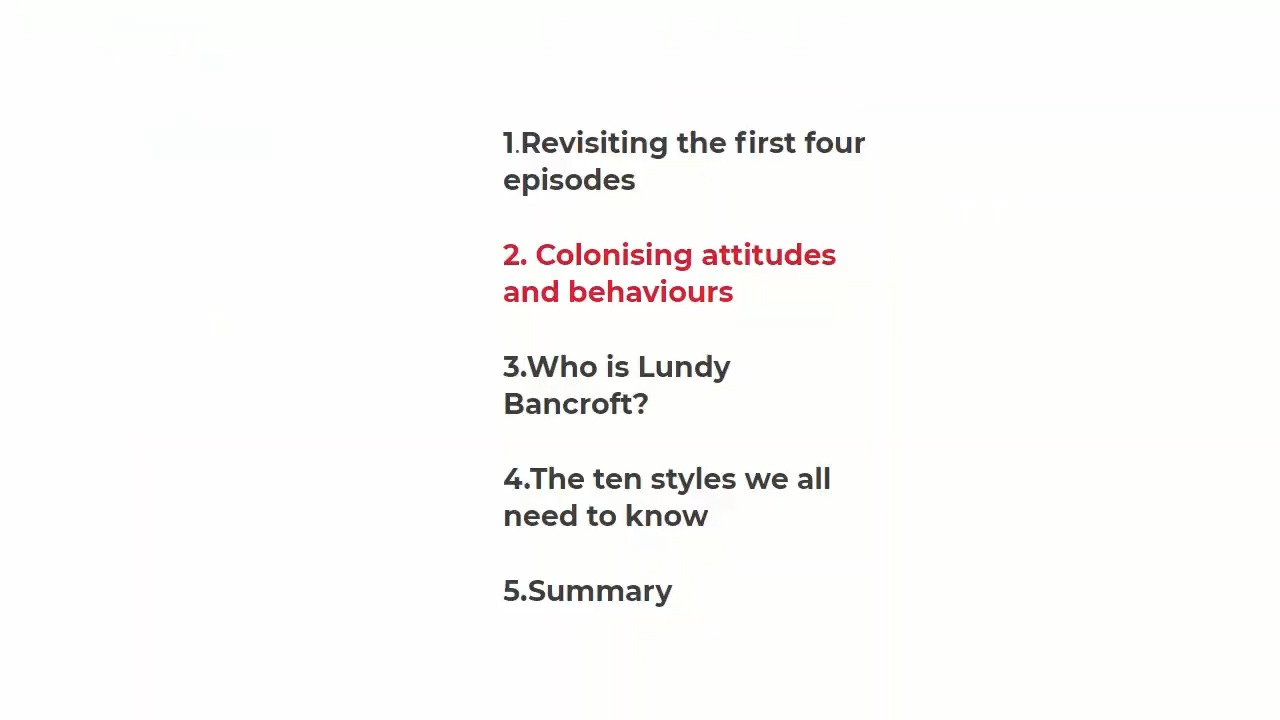 1.Revisiting the first four
episodes
2. Colonising attitudes
and behaviours
3.Who is Lundy
Bancroft?
4.The ten styles we all
need to know
5.Summary